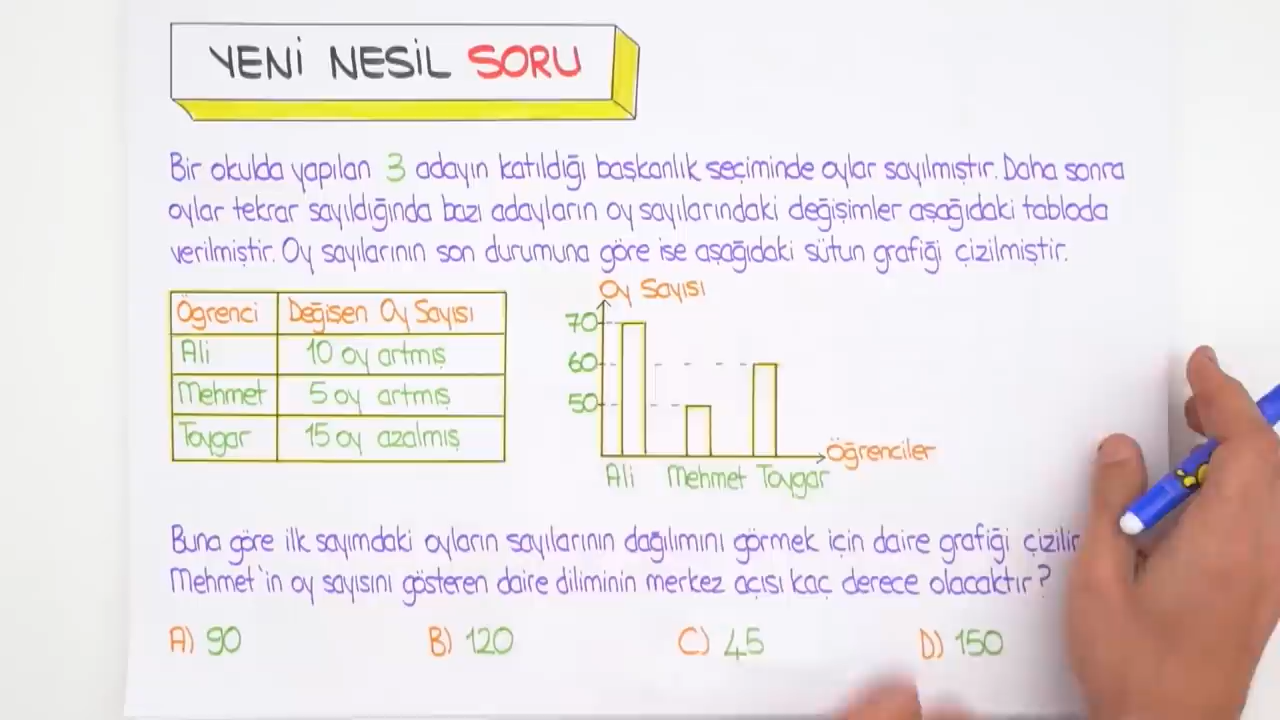 YENİ NESİL SORU
Bir okulda yapılan 3 adayın katıldığı başkanlık seçiminde oylar sayılmıştır. Daha sonra
oylar tekrar sayıldığında bazı adayların oy sayılarındaki değişimler aşağıdaki tabloda
verilmiştir. Oy sayılarının son durumuna göre ise aşağıdaki sütun grafiği çizilmiştir.
Öğrenci Değişen Oy Sayısı
Ali 10 oy artmış
Mehmet 5 oy artmış
Toygar 15 oy azalmış
Oy Sayısı
70
60
50
Öğrenciler
Ali Mehmet Toygar
Buna göre ilk sayımdaki oyların sayılarının dağılımını görmek için daire grafiği
Mehmet'in oy sayısını gösteren daire diliminin merkez açısı kaç derece olacaktır?
A) 90 B) 120 C) 45 D) 150